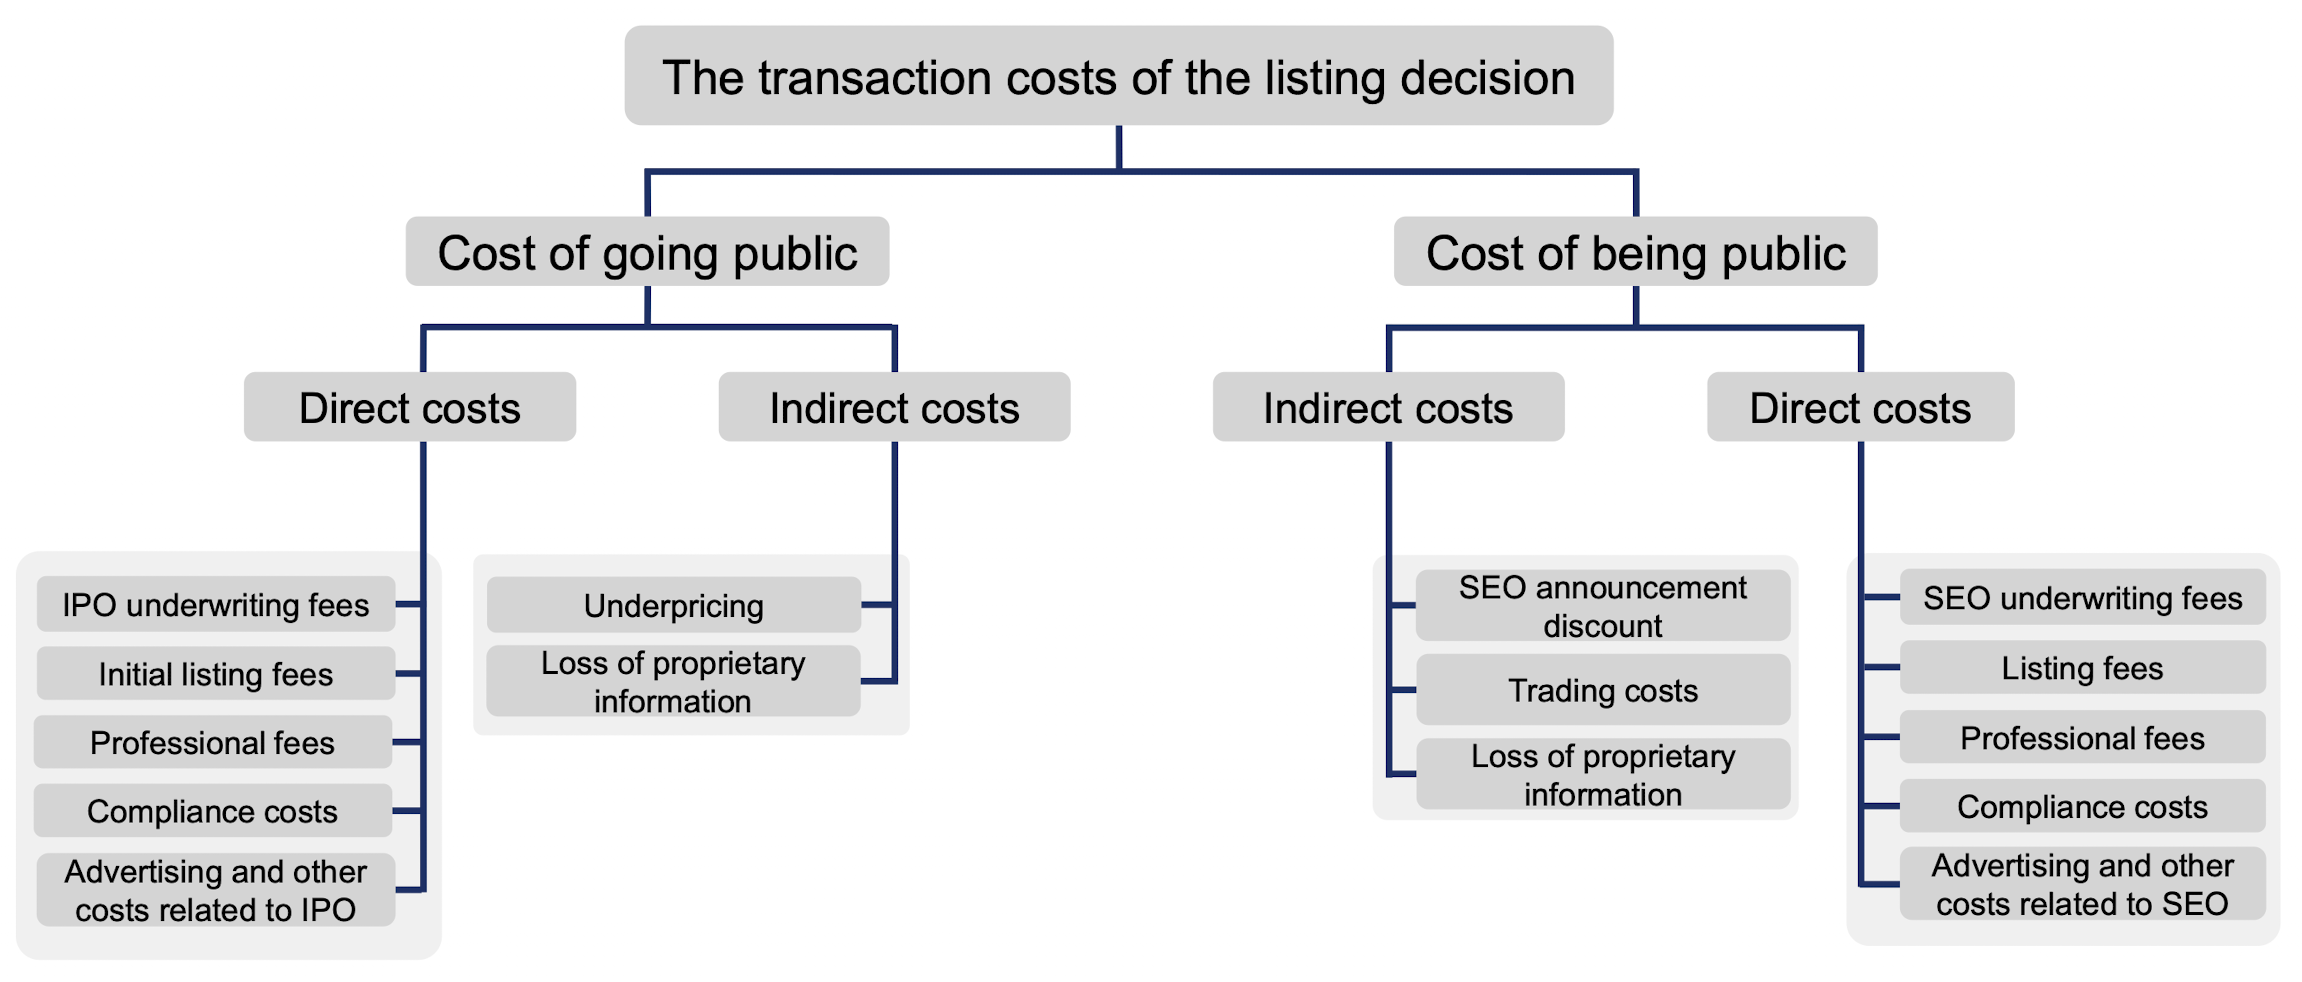 The transaction costs of the listing decision
Cost of going public
Cost of being public
Direct costs
Indirect costs
Indirect costs
Direct costs
IPO underwriting fees
Initial listing fees
Professional fees
Compliance costs
Advertising and other
costs related to IPO
Underpricing
Loss of proprietary
information
SEO announcement
discount
Trading costs
Loss of proprietary
information
SEO underwriting fees
Listing fees
Professional fees
Compliance costs
Advertising and other
costs related to SEO